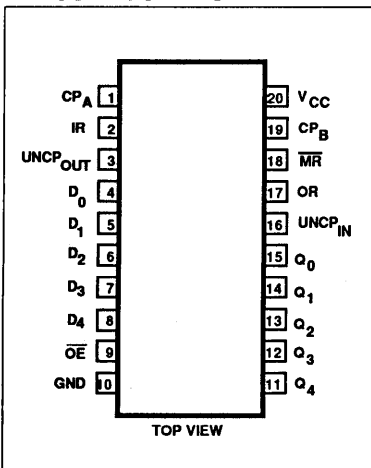 CPA 1 20 VCC
IR 2 19 CPB
UNCPOUT 3 18 MR
D0 4 17 OR
D1 5 16 UNCPIN
D2 6 15 Q0
D3 7 14 Q1
D4 8 13 Q2
OE 9 12 Q3
GND 10 11 Q4
TOP VIEW